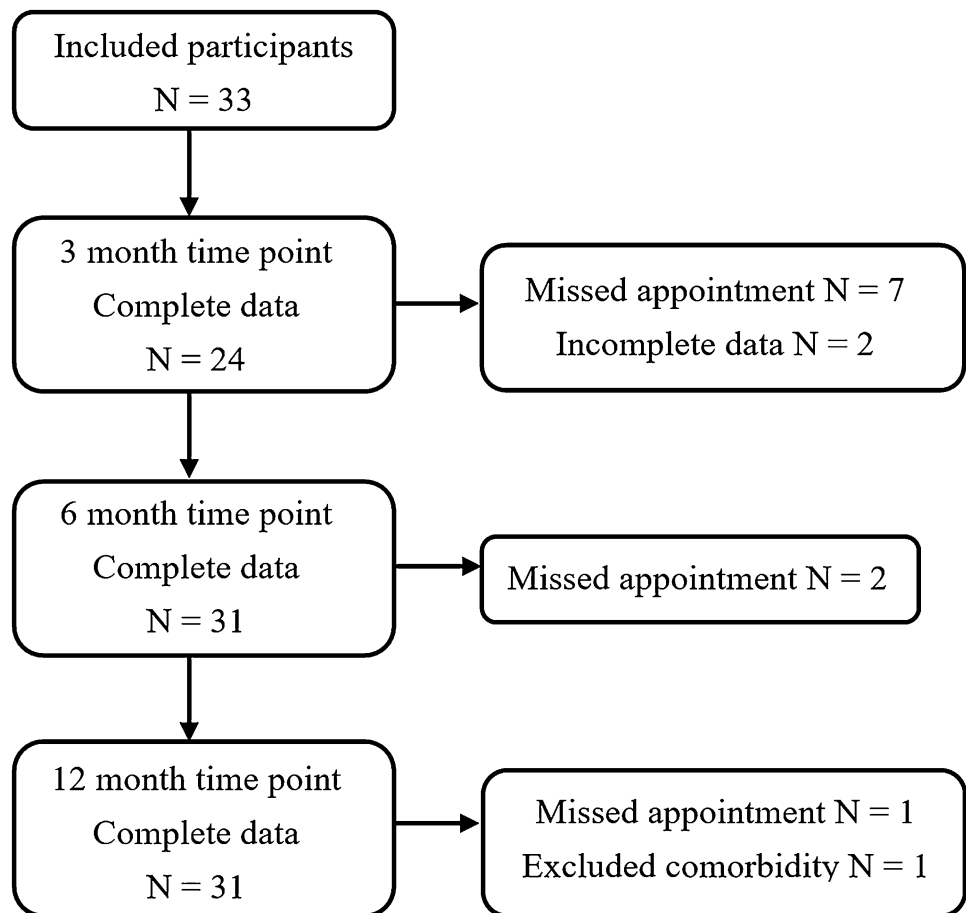 Included participants
N = 33
3 month time point
Complete data
N = 24
Missed appointment N = 7
Incomplete data N = 2
6 month time point
Complete data
N = 31
Missed appointment N = 2
12 month time point
Complete data
N = 31
Missed appointment N = 1
Excluded comorbidity N = 1